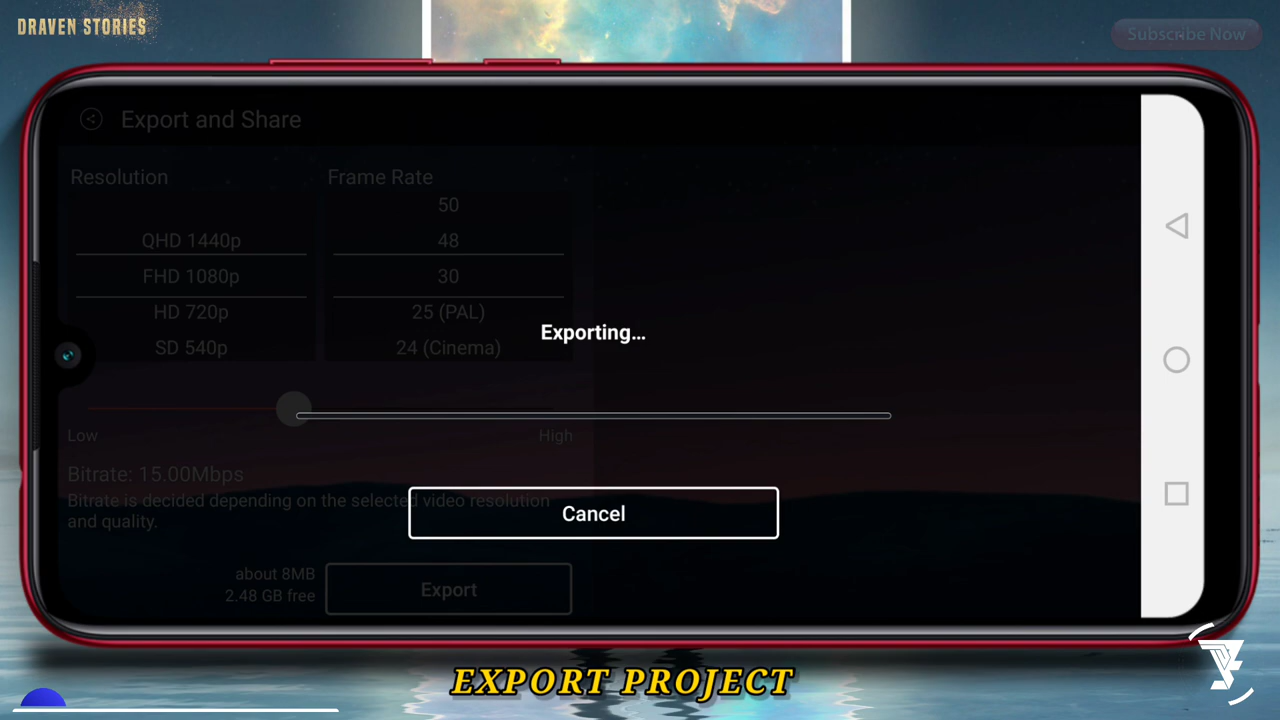 DRAVEN STORIES
Subscribe Now
Export and Share
Resolution
Frame Rate
50
QHD 1440p
48
FHD 1080p
30
HD 720p
25 (PAL)
SD 540p
24 (Cinema)
Exporting...
Low
High
Bitrate: 15.00Mbps
Bitrate is decided depending on the selected video resolution
and quality.
Cancel
about 8MB
2.48 GB free
Export
EXPORT PROJECT